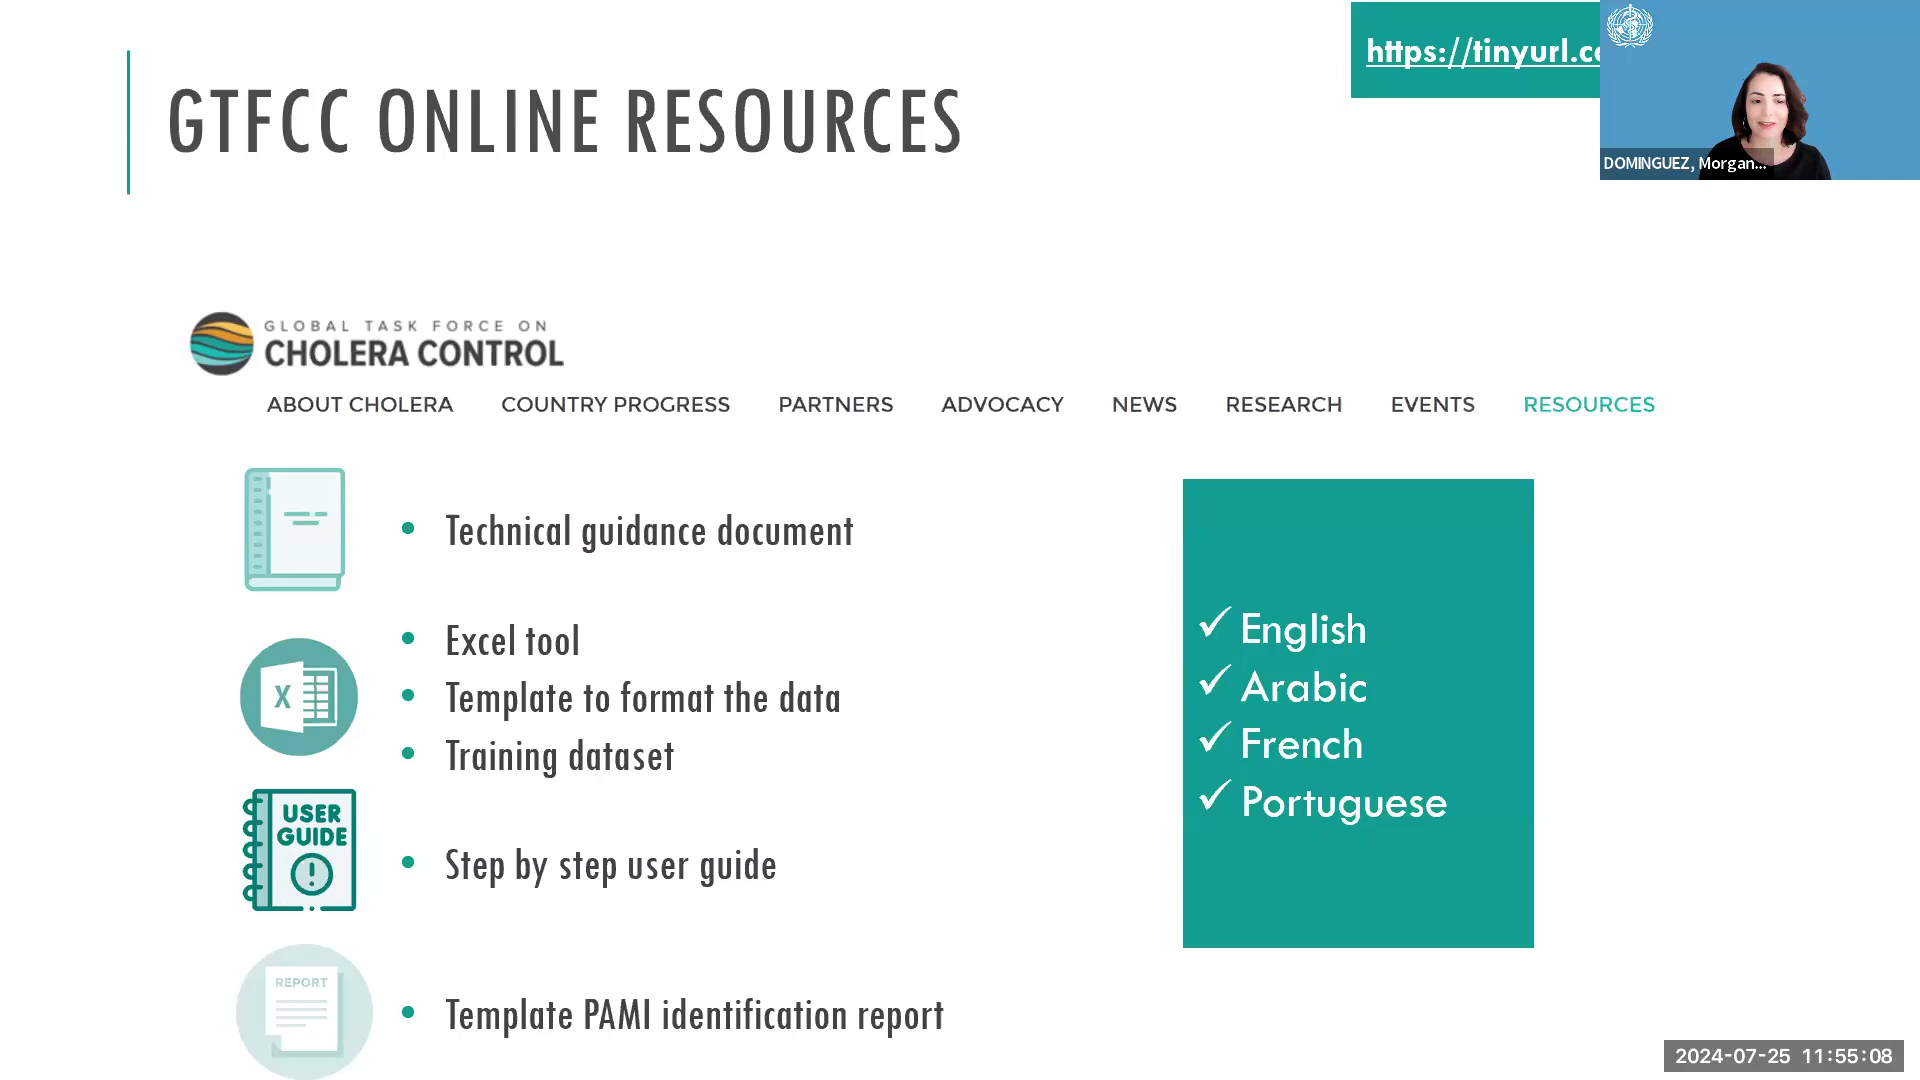 GTFCC ONLINE RESOURCES
https://tinyurl.c
DOMINGUEZ, Morgan...
GLOBAL TASK FORCE ON
CHOLERA CONTROL
ABOUT CHOLERA COUNTRY PROGRESS PARTNERS ADVOCACY NEWS RESEARCH EVENTS RESOURCES
• Technical guidance document
X
• Excel tool
• Template to format the data
• Training dataset
USER
GUIDE
!
• Step by step user guide
REPORT
• Template PAMI identification report
✓ English
✓ Arabic
✓ French
✓ Portuguese
2024-07-25 11:55:08